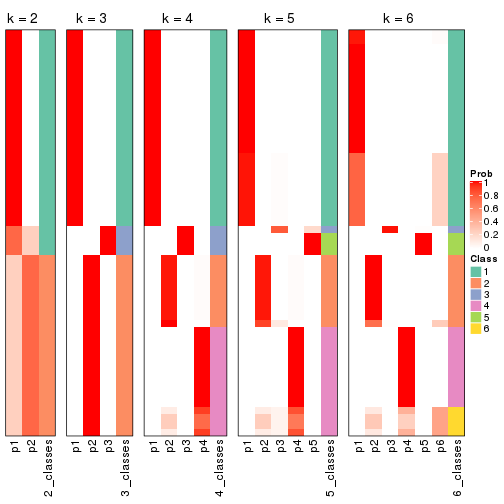 k = 2
k = 3
k = 4
k = 5
k = 6
p1
p2
2_classes
p1
p2
p3
3_classes
p1
p2
p3
p4
4_classes
p1
p2
p3
p4
p5
5_classes
p1
p2
p3
p4
p5
p6
6_classes
Prob
1
0.8
0.6
0.4
0.2
0
Class
1
2
3
4
5
6